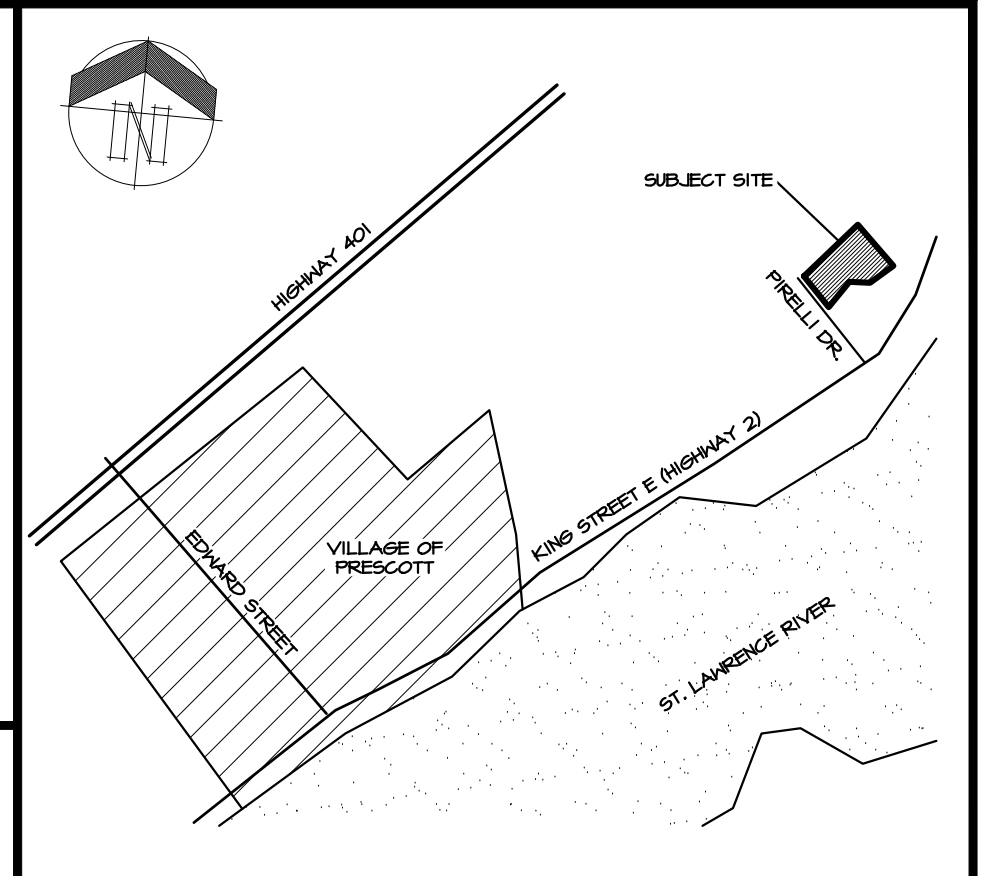 N
SUBJECT SITE
HIGHWAY 401
PIRELLI DR.
KING STREET E (HIGHWAY 2)
EDWARD STREET
VILLAGE OF
PRESCOTT
ST. LAWRENCE RIVER